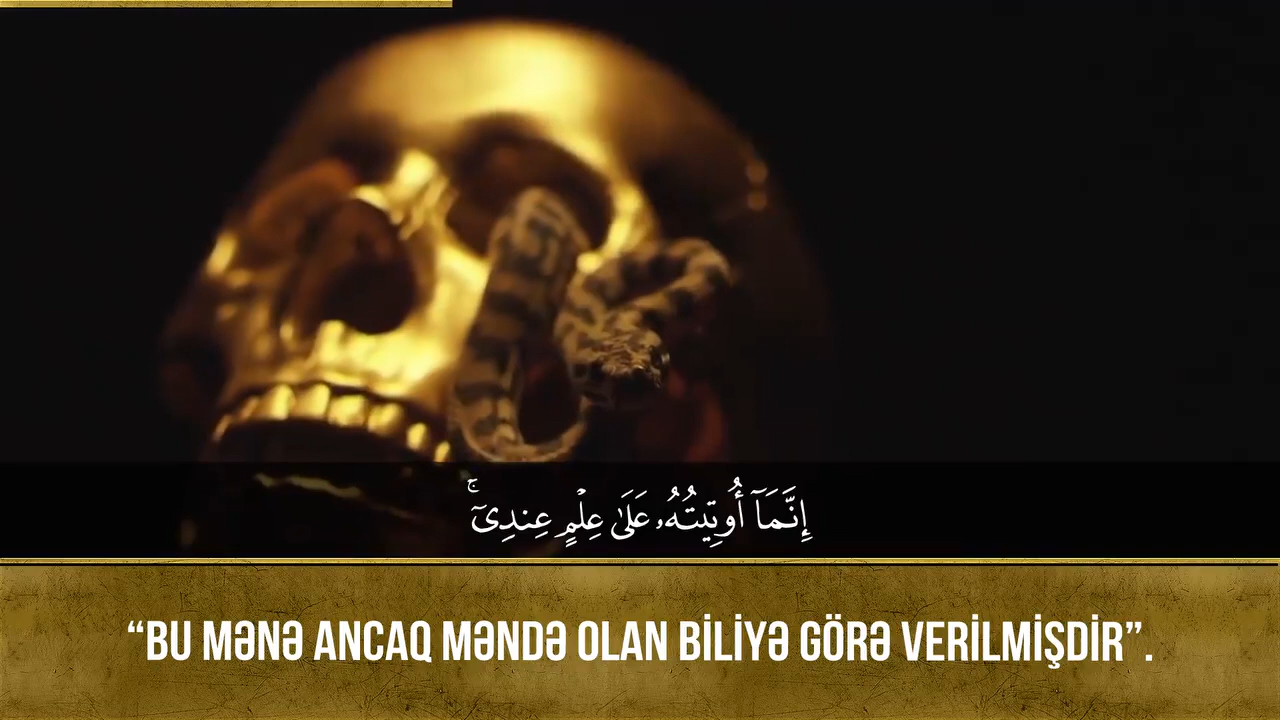 إِنَّمَآ أُوتِيتُهُۥ عَلَىٰ عِلْمٍ عِندِىٓ ۚ
“BU MƏNƏ ANCAQ MƏNDƏ OLAN BİLİYƏ GÖRƏ VERİLMİŞDİR”.